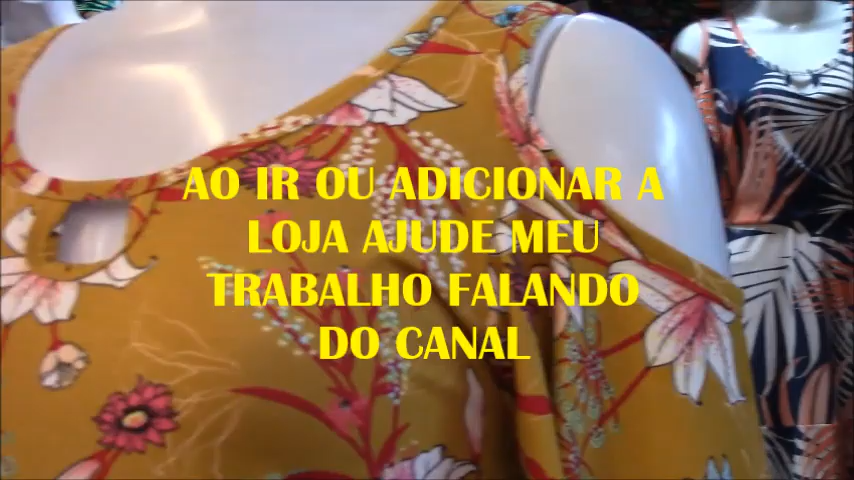 AO IR OU ADICIONAR A
LOJA AJUDE MEU
TRABALHO FALANDO
DO CANAL